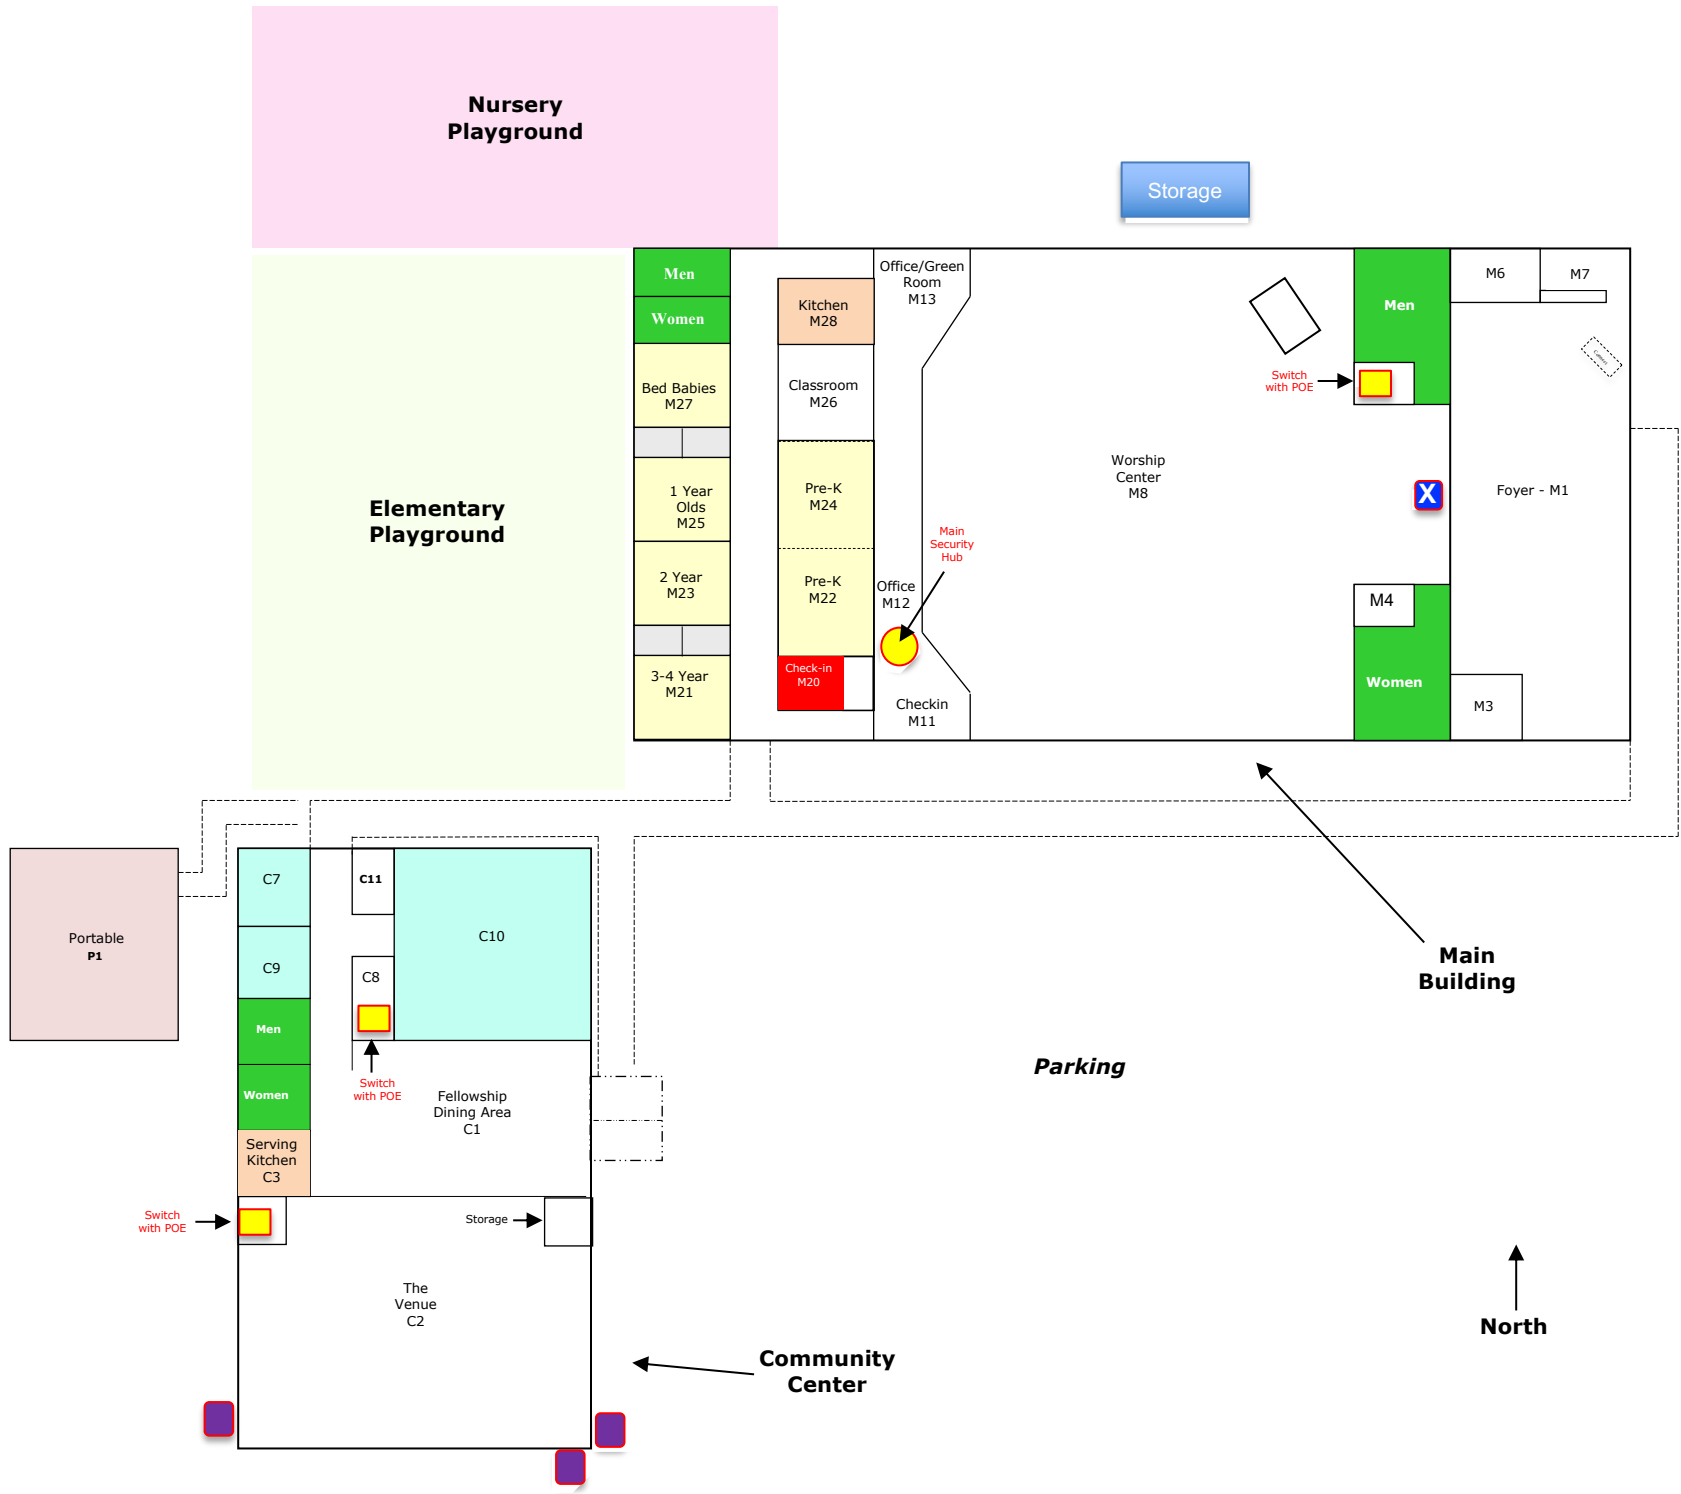 Nursery
Playground
Storage
Men
Women
Bed Babies
M27
1 Year
Olds
M25
2 Year
M23
3-4 Year
M21
Kitchen
M28
Classroom
M26
Pre-K
M24
Pre-K
M22
Check-in
M20
Office/Green
Room
M13
Office
M12
Main
Security
Hub
Checkin
M11
Worship
Center
M8
Switch
with POE
Men
X
M4
Women
M6
M7
Foyer - M1
M3
Elementary
Playground
Main
Building
Portable
P1
C7
C9
Men
Women
Serving
Kitchen
C3
C11
C8
C10
Switch
with POE
Fellowship
Dining Area
C1
Switch
with POE
Storage
The
Venue
C2
Community
Center
Parking
North